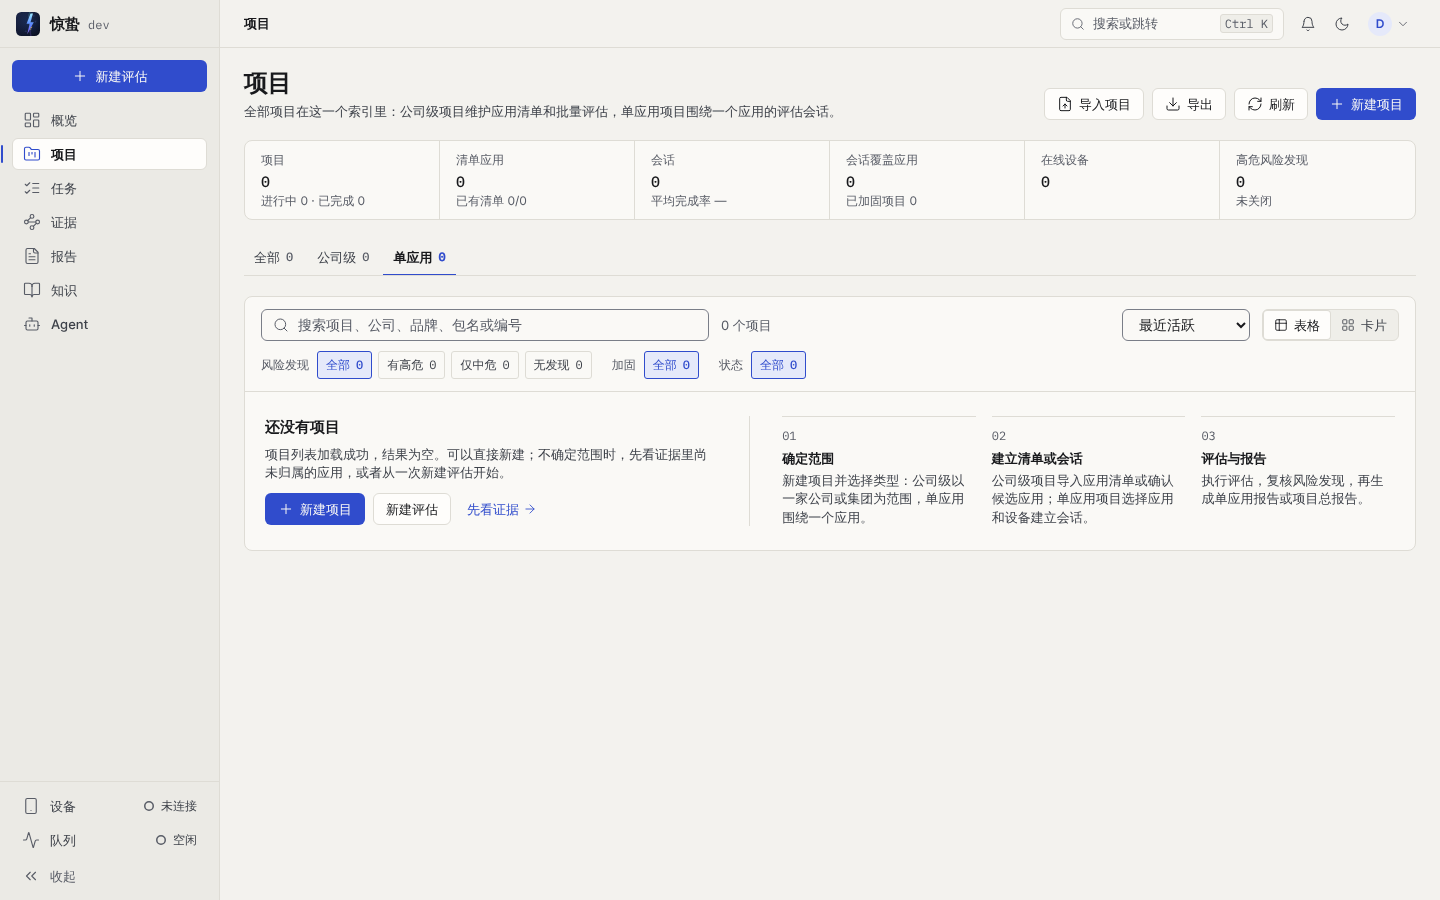 惊蛰 dev
项目
搜索或跳转 Ctrl K
D
新建评估
概览
项目
任务
证据
报告
知识
Agent
设备 未连接
队列 空闲
收起
项目
全部项目在这一个索引里：公司级项目维护应用清单和批量评估，单应用项目围绕一个应用的评估会话。
导入项目 导出 刷新 新建项目
项目
0
进行中 0 · 已完成 0
清单应用
0
已有清单 0/0
会话
0
平均完成率 —
会话覆盖应用
0
已加固项目 0
在线设备
0
高危风险发现
0
未关闭
全部 0 公司级 0 单应用 0
搜索项目、公司、品牌、包名或编号 0 个项目 最近活跃 表格 卡片
风险发现 全部 0 有高危 0 仅中危 0 无发现 0 加固 全部 0 状态 全部 0
还没有项目
项目列表加载成功，结果为空。可以直接新建；不确定范围时，先看证据里尚
未归属的应用，或者从一次新建评估开始。
新建项目 新建评估 先看证据
01
确定范围
新建项目并选择类型：公司级以
一家公司或集团为范围，单应用
围绕一个应用。
02
建立清单或会话
公司级项目导入应用清单或确认
候选应用；单应用项目选择应用
和设备建立会话。
03
评估与报告
执行评估，复核风险发现，再生
成单应用报告或项目总报告。